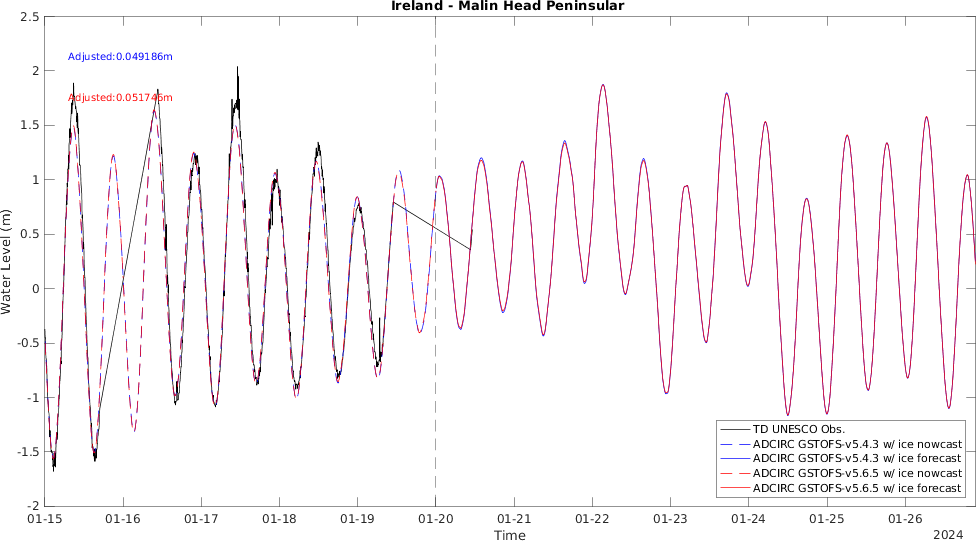 Ireland - Malin Head Peninsular
2.5
2
1.5
1
0.5
0
-0.5
-1
-1.5
-2
Water Level (m)
Adjusted:0.049186m
Adjusted:0.051746m
TD UNESCO Obs.
ADCIRC GSTOFS-v5.4.3 w/ ice nowcast
ADCIRC GSTOFS-v5.4.3 w/ ice forecast
ADCIRC GSTOFS-v5.6.5 w/ ice nowcast
ADCIRC GSTOFS-v5.6.5 w/ ice forecast
01-15 01-16 01-17 01-18 01-19 01-20 01-21 01-22 01-23 01-24 01-25 01-26
Time
2024